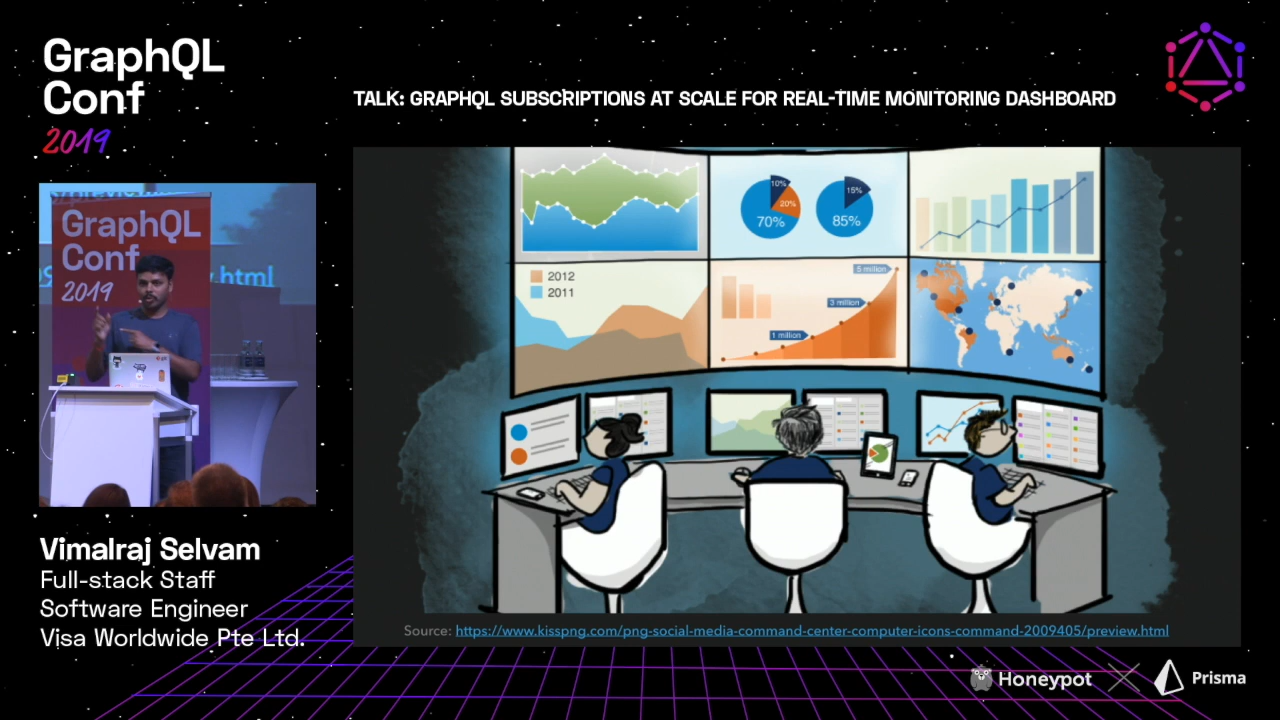 GraphQL
Conf
2019
TALK: GRAPHQL SUBSCRIPTIONS AT SCALE FOR REAL-TIME MONITORING DASHBOARD
GraphQL
Conf
2019
.html
10%
20%
70%
15%
85%
2012
2011
5 million
3 million
1 million
Vimalraj Selvam
Full-stack Staff
Software Engineer
Visa Worldwide Pte Ltd.
Source: https://www.kisspng.com/png-social-media-command-center-computer-icons-command-2009405/preview.html
Honeypot
Prisma